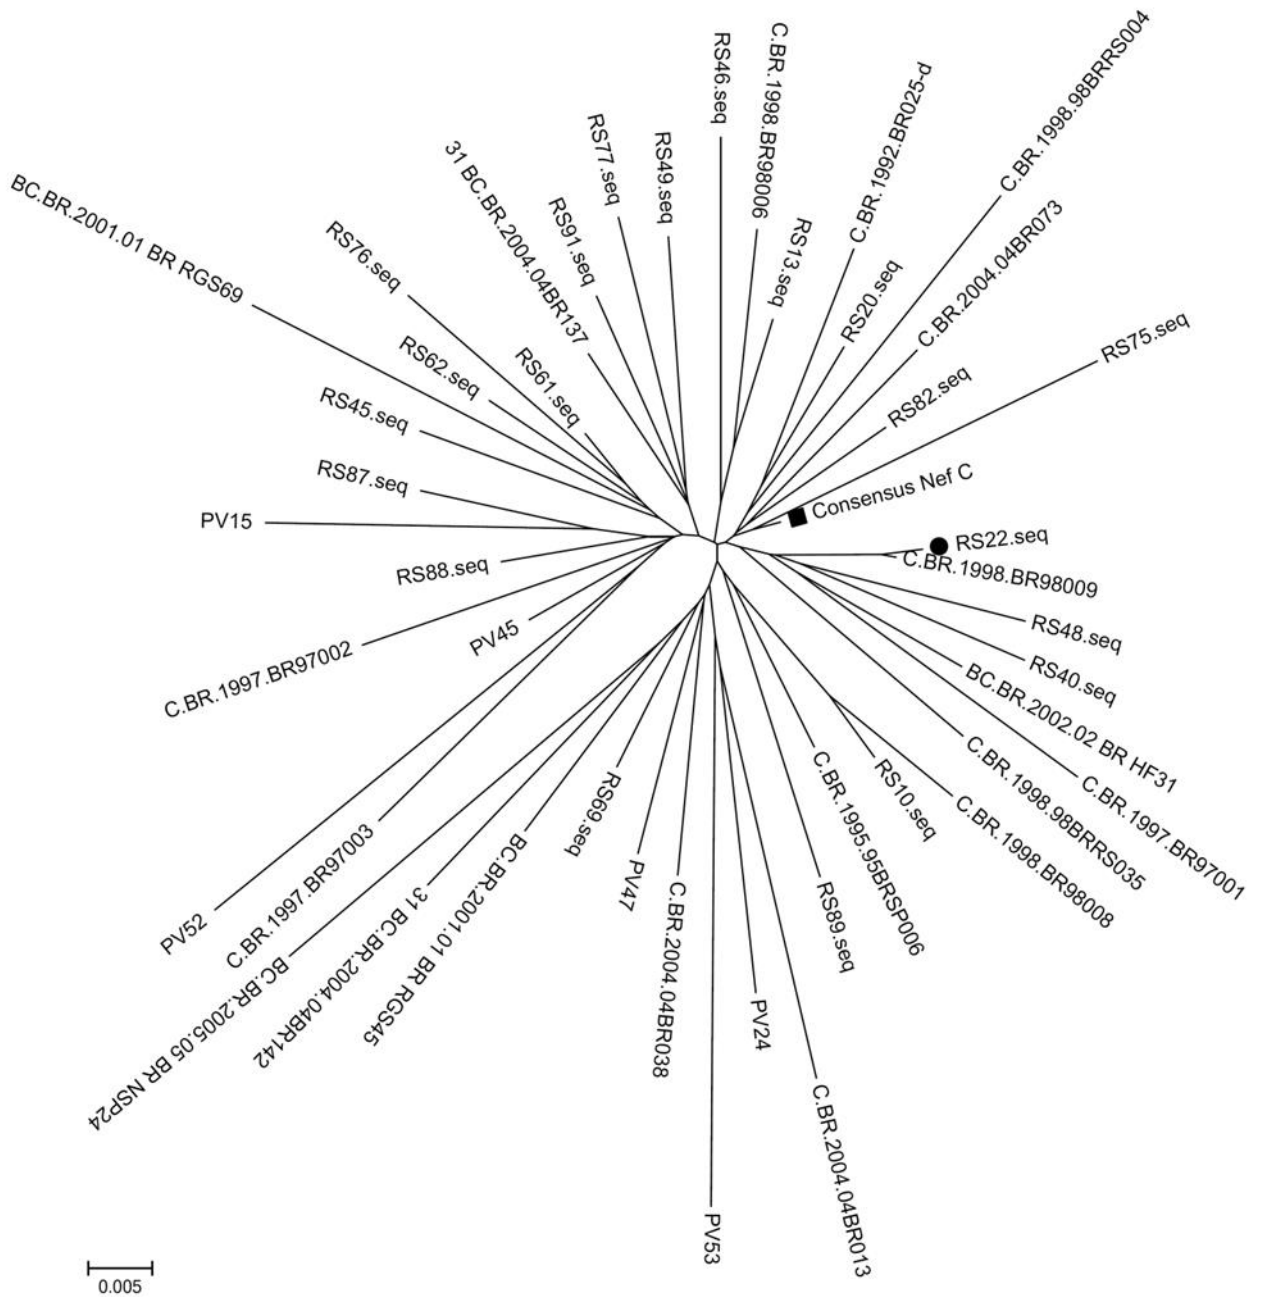 RS46.seq
C.BR.1998.BR98006
C.BR.1992.BR025-d
C.BR.1998.98BRRS004
RS77.seq
RS49.seq
31 BC.BR.2004.04BR137
RS91.seq
RS13.seq
RS20.seq
C.BR.2004.04BR073
BC.BR.2001.01 BR RGS69
RS76.seq
RS75.seq
RS62.seq
RS61.seq
RS82.seq
RS45.seq
RS87.seq
Consensus Nef C
PV15
RS22.seq
C.BR.1998.BR98009
RS88.seq
PV45
RS48.seq
C.BR.1997.BR97002
RS40.seq
BC.BR.2002.02 BR HF31
C.BR.1997.BR97001
C.BR.1998.98BRRS035
C.BR.1998.BR98008
RS10.seq
C.BR.1995.95BRSP006
RS69.seq
RS89.seq
PV47
C.BR.1997.BR97003
PV52
BC.BR.2001.01 BR RGS45
31 BC.BR.2004.04BR142
BC.BR.2005.05 BR NSP24
C.BR.2004.04BR038
PV24
C.BR.2004.04BR013
PV53
0.005